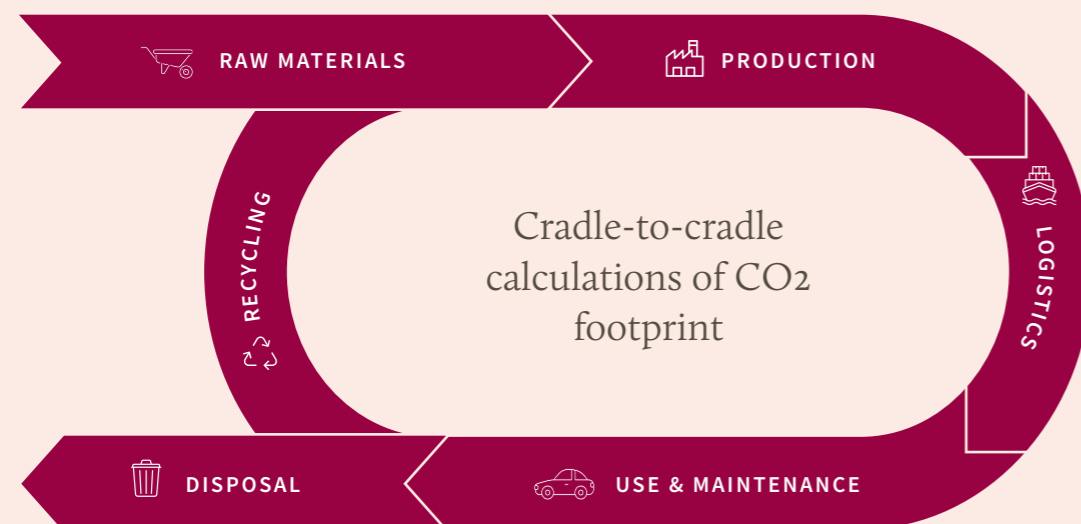 RAW MATERIALS
PRODUCTION
LOGISTICS
USE & MAINTENANCE
DISPOSAL
RECYCLING
Cradle-to-cradle
calculations of CO2
footprint